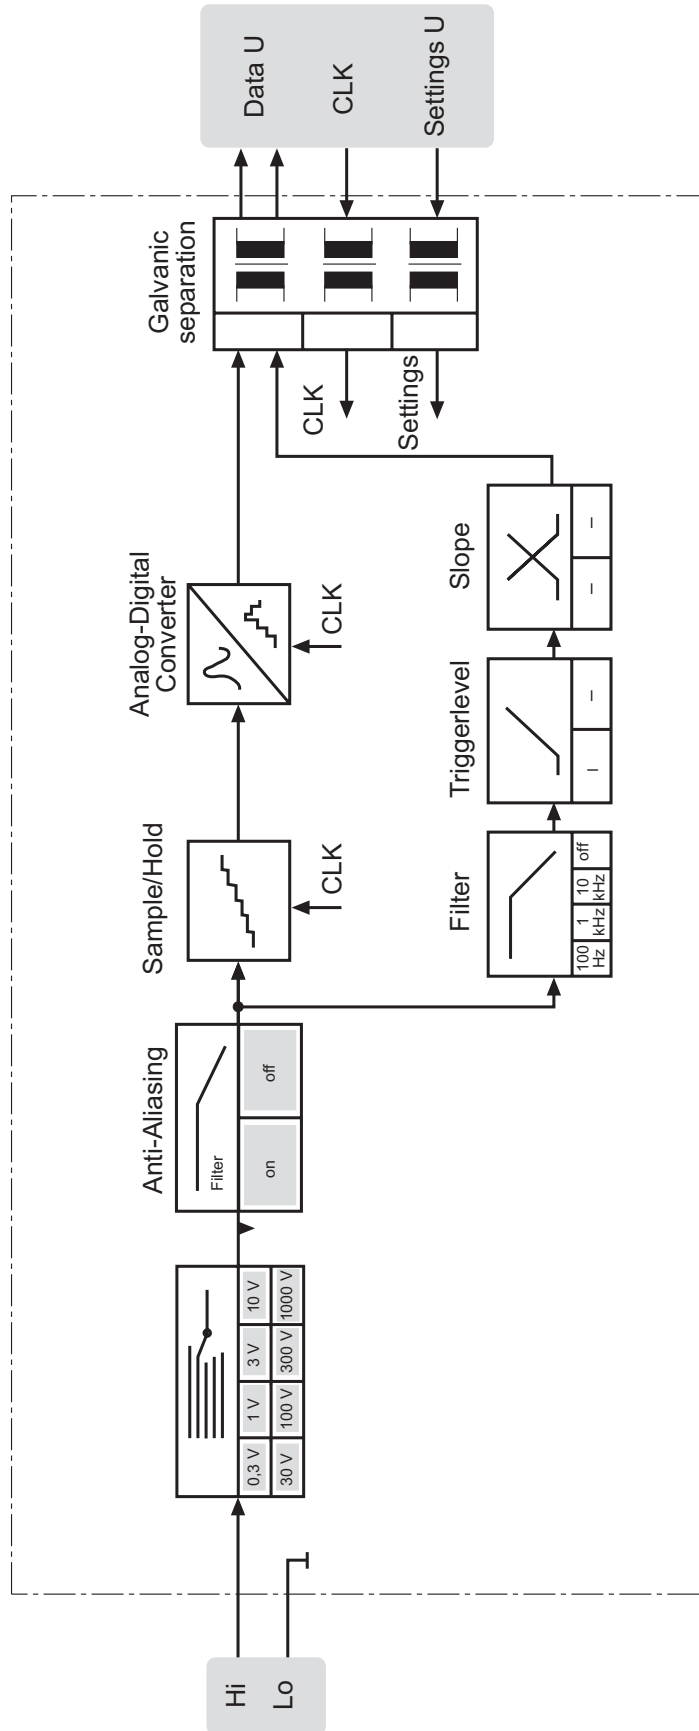 Hi
Lo
0,3 V
1 V
3 V
10 V
30 V
100 V
300 V
1000 V
Anti-Aliasing
Filter
on
off
Sample/Hold
CLK
Analog-Digital
Converter
CLK
Filter
100
Hz
1
kHz
10
kHz
off
Triggerlevel
Slope
Galvanic
separation
CLK
Settings
Data U
CLK
Settings U